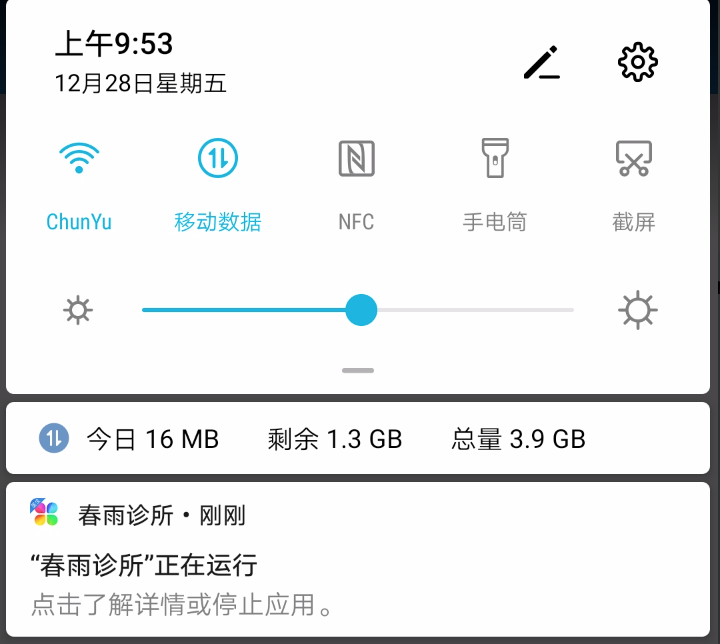 上午9:53
12月28日星期五
ChunYu 移动数据 NFC 手电筒 截屏
今日 16 MB 剩余 1.3 GB 总量 3.9 GB
春雨诊所 • 刚刚
“春雨诊所”正在运行
点击了解详情或停止应用。